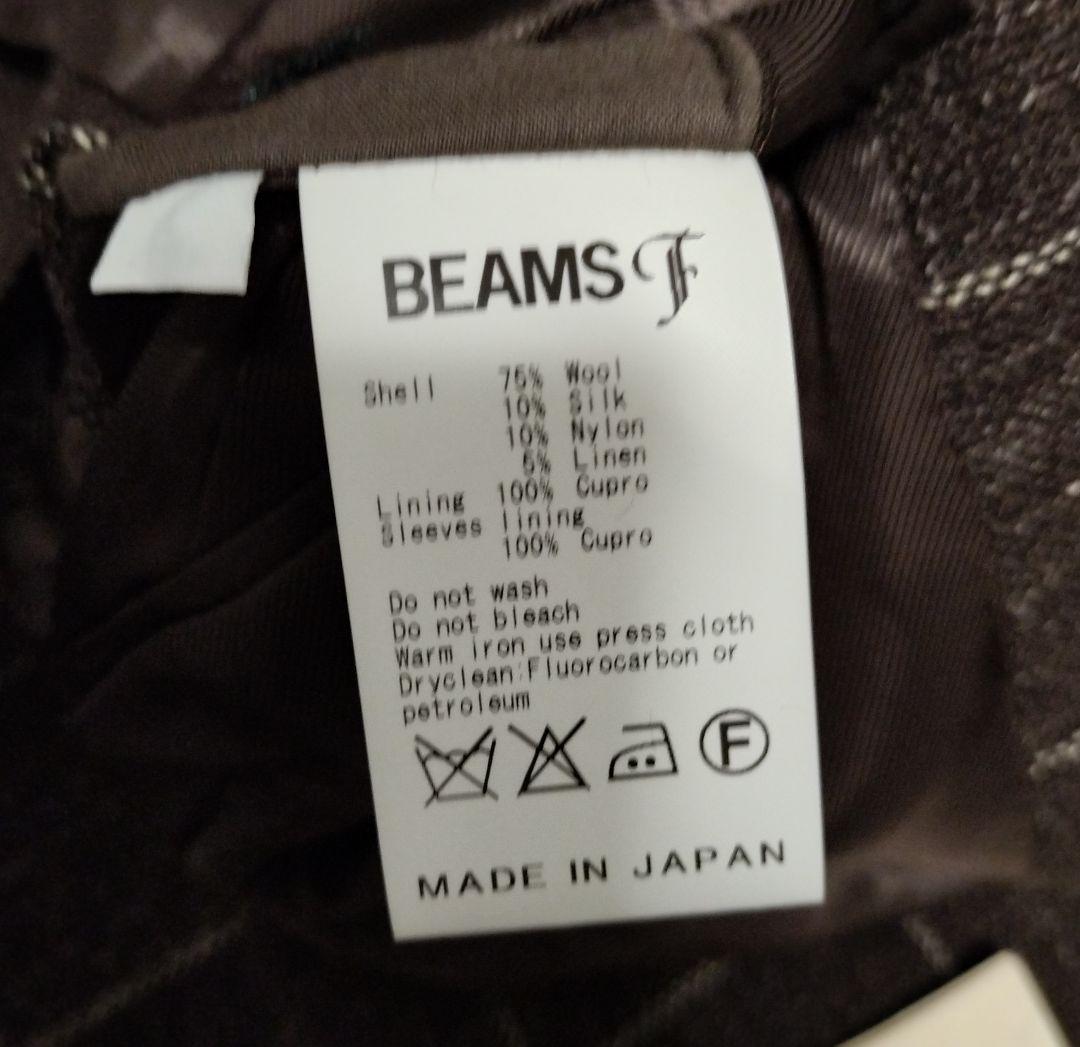 BEAMS F
Shell 75% Wool
10% Silk
10% Nylon
5% Linen
Lining 100% Cupro
Sleeves lining
100% Cupro
Do not wash
Do not bleach
Warm iron use press cloth
Dryclean:Fluorocarbon or
petroleum
F
MADE IN JAPAN